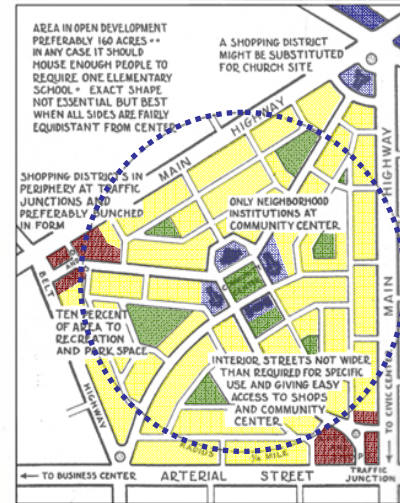 AREA IN OPEN DEVELOPMENT
PREFERABLY 160 ACRES ••
IN ANY CASE IT SHOULD
HOUSE ENOUGH PEOPLE TO
REQUIRE ONE ELEMENTARY
SCHOOL • EXACT SHAPE
NOT ESSENTIAL BUT BEST
WHEN ALL SIDES ARE FAIRLY
EQUIDISTANT FROM CENTER
A SHOPPING DISTRICT
MIGHT BE SUBSTITUTED
FOR CHURCH SITE
MAIN HIGHWAY
HIGHWAY
SHOPPING DISTRICTS IN
PERIPHERY AT TRAFFIC
JUNCTIONS AND
PREFERABLY BUNCHED
IN FORM
ONLY NEIGHBORHOOD
INSTITUTIONS AT
COMMUNITY CENTER
BELT
HIGHWAY
TEN PERCENT
OF AREA TO
RECREATION
AND PARK SPACE
MAIN
INTERIOR STREETS NOT WIDER
THAN REQUIRED FOR SPECIFIC
USE AND GIVING EASY
ACCESS TO SHOPS
AND COMMUNITY
CENTER
TO CIVIC CENTER
RADIUS ¼ MILE
P
TO BUSINESS CENTER
ARTERIAL STREET
TRAFFIC
JUNCTION